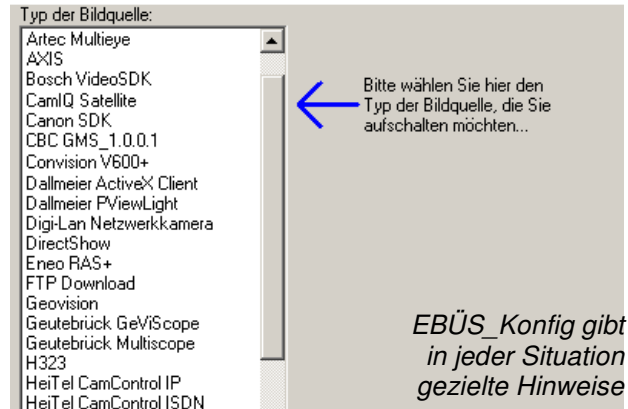 Typ der Bildquelle:
Artec Multieye
AXIS
Bosch VideoSDK
CamIQ Satellite
Canon SDK
CBC GMS_1.0.0.1
Convision V600+
Dallmeier ActiveX Client
Dallmeier PViewLight
Digi-Lan Netzwerkkamera
DirectShow
Eneo RAS+
FTP Download
Geovision
Geutebrück GeViScope
Geutebrück Multiscope
H323
HeiTel CamControl IP
HeiTel CamControl ISDN
Bitte wählen Sie hier den
Typ der Bildquelle, die Sie
aufschalten möchten...
EBÜS_Konfig gibt
in jeder Situation
gezielte Hinweise